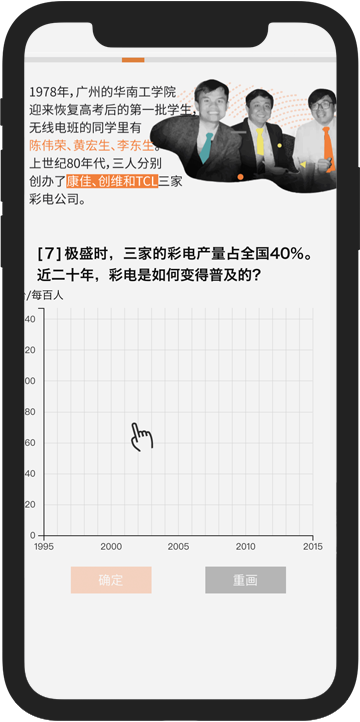 1978年，广州的华南工学院
迎来恢复高考后的第一批学生，
无线电班的同学里有
陈伟荣、黄宏生、李东生。
上世纪80年代，三人分别
创办了康佳、创维和TCL三家
彩电公司。
[7] 极盛时，三家的彩电产量占全国40%。
近二十年，彩电是如何变得普及的？
/每百人
40
20
00
80
60
40
20
0
1995
2000
2005
2010
2015
确定
重画